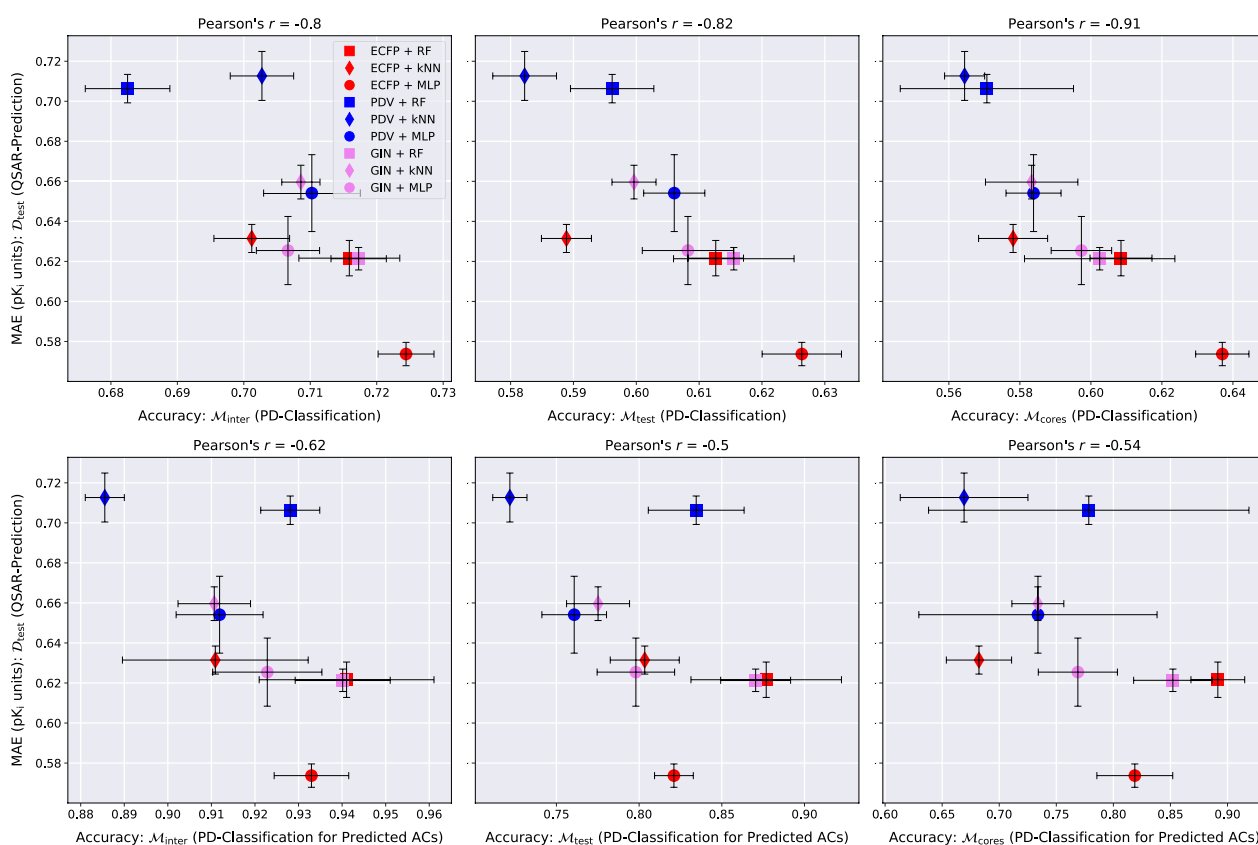 Pearson's r = -0.8
Pearson's r = -0.82
Pearson's r = -0.91
MAE (pKᵢ units): 𝒟test (QSAR-Prediction)
0.72
0.70
0.66
0.64
0.62
0.58
ECFP + RF
ECFP + kNN
ECFP + MLP
PDV + RF
PDV + kNN
PDV + MLP
GIN + RF
GIN + kNN
GIN + MLP
0.68 0.69 0.70 0.71 0.72 0.73
0.58 0.59 0.60 0.61 0.62 0.63
0.56 0.58 0.60 0.62 0.64
Accuracy: ℳinter (PD-Classification)
Accuracy: ℳtest (PD-Classification)
Accuracy: ℳcores (PD-Classification)
Pearson's r = -0.62
Pearson's r = -0.5
Pearson's r = -0.54
MAE (pKᵢ units): 𝒟test (QSAR-Prediction)
0.72
0.70
0.66
0.64
0.62
0.58
0.88 0.89 0.90 0.91 0.92 0.93 0.94 0.95 0.96
0.75 0.80 0.85 0.90
0.60 0.65 0.70 0.75 0.80 0.85 0.90
Accuracy: ℳinter (PD-Classification for Predicted ACs)
Accuracy: ℳtest (PD-Classification for Predicted ACs)
Accuracy: ℳcores (PD-Classification for Predicted ACs)